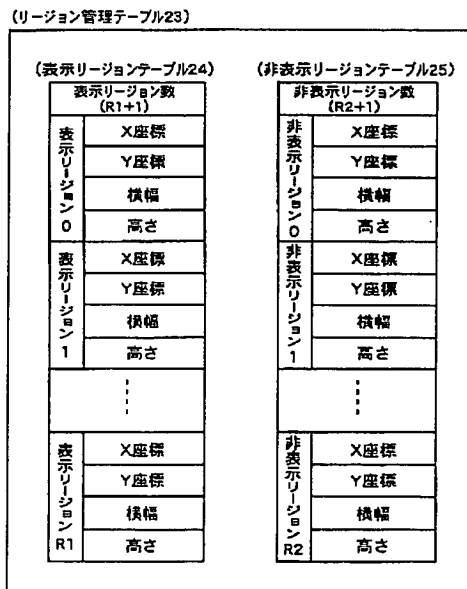 (リージョン管理テーブル23)
(表示リージョンテーブル24)
表示リージョン数
(R1+1)
表示リージョン0
X座標
Y座標
横幅
高さ
表示リージョン1
X座標
Y座標
横幅
高さ
表示リージョンR1
X座標
Y座標
横幅
高さ
(非表示リージョンテーブル25)
非表示リージョン数
(R2+1)
非表示リージョン0
X座標
Y座標
横幅
高さ
非表示リージョン1
X座標
Y座標
横幅
高さ
非表示リージョンR2
X座標
Y座標
横幅
高さ